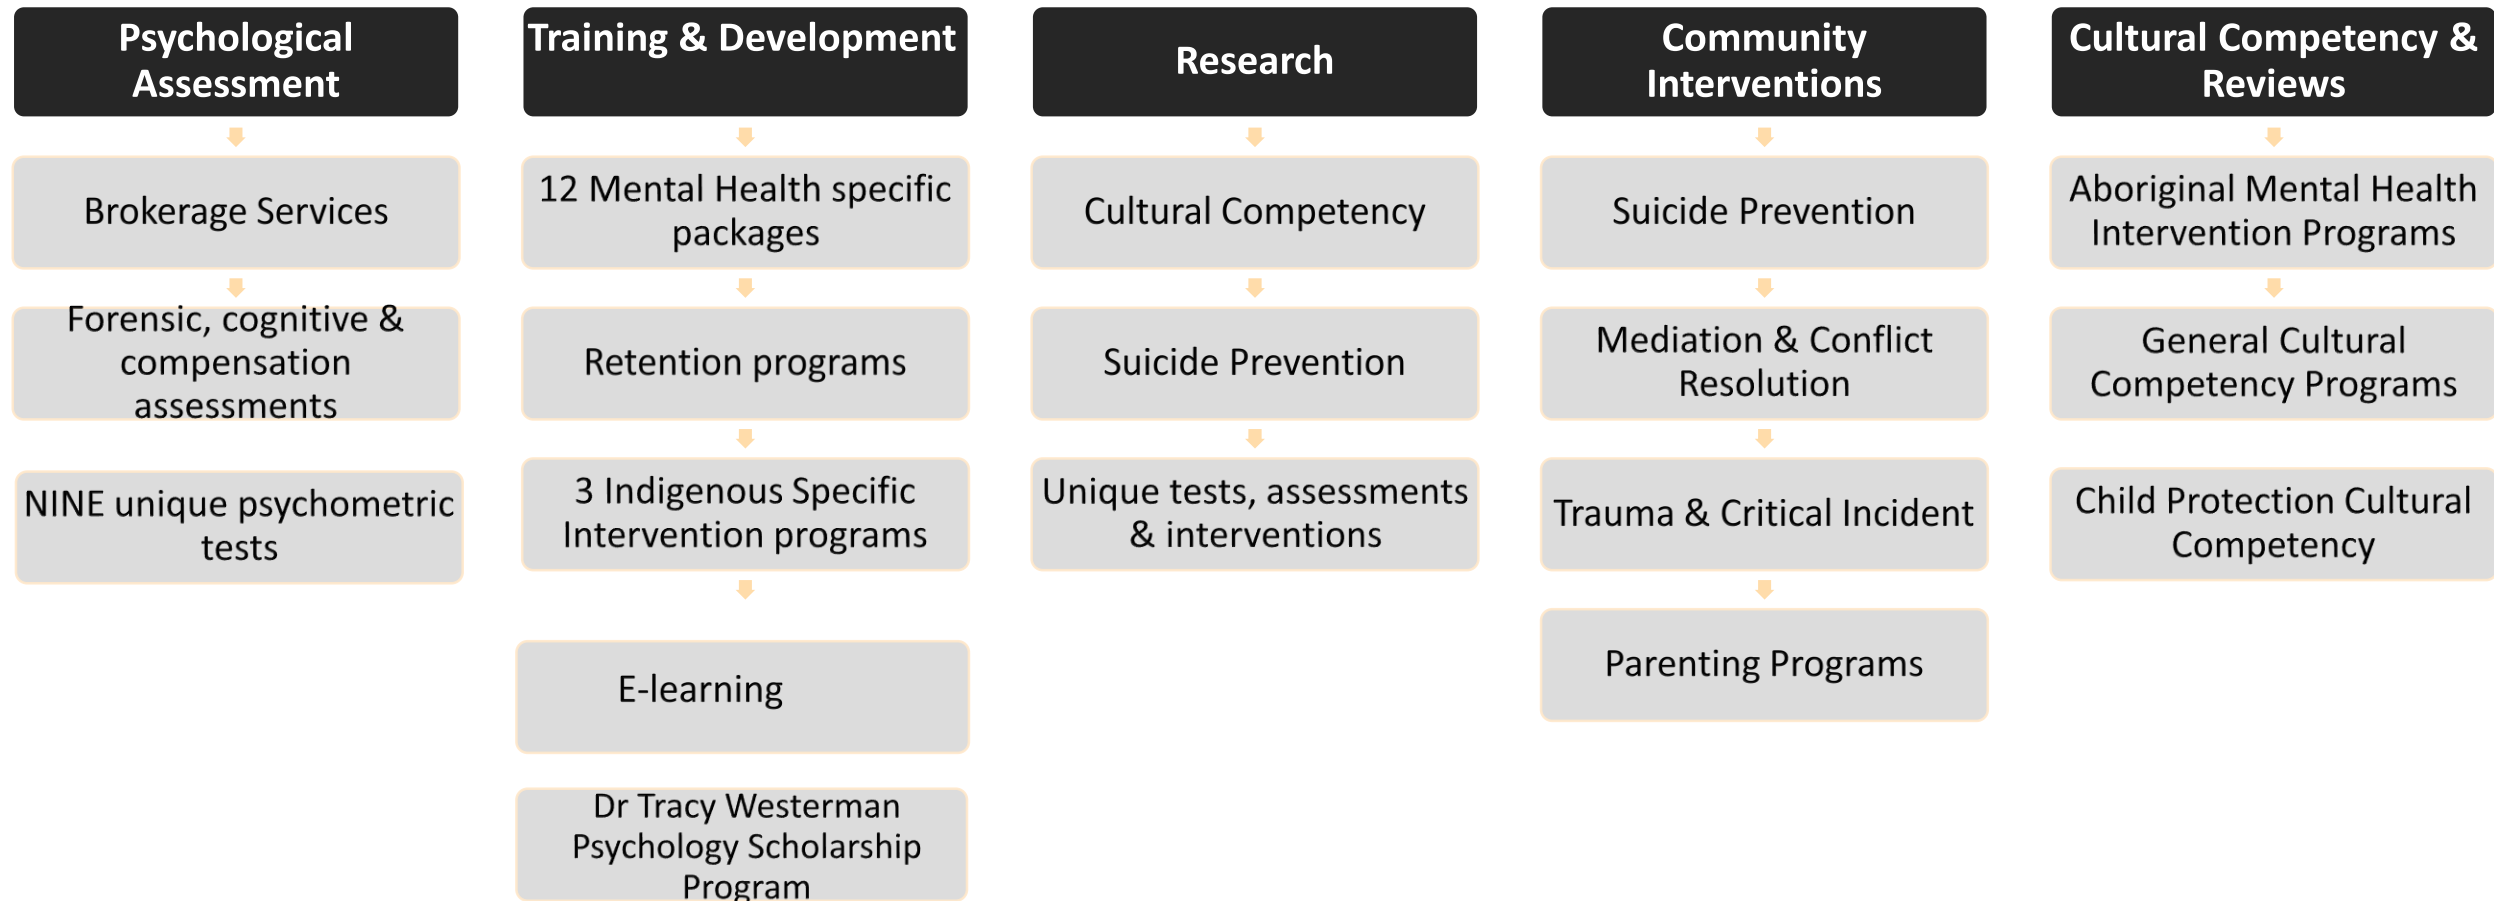 Psychological
Assessment
Brokerage Services
Forensic, cognitive &
compensation
assessments
NINE unique psychometric
tests
Training & Development
12 Mental Health specific
packages
Retention programs
3 Indigenous Specific
Intervention programs
E-learning
Dr Tracy Westerman
Psychology Scholarship
Program
Research
Cultural Competency
Suicide Prevention
Unique tests, assessments
& interventions
Community
Interventions
Suicide Prevention
Mediation & Conflict
Resolution
Trauma & Critical Incident
Parenting Programs
Cultural Competency &
Reviews
Aboriginal Mental Health
Intervention Programs
General Cultural
Competency Programs
Child Protection Cultural
Competency